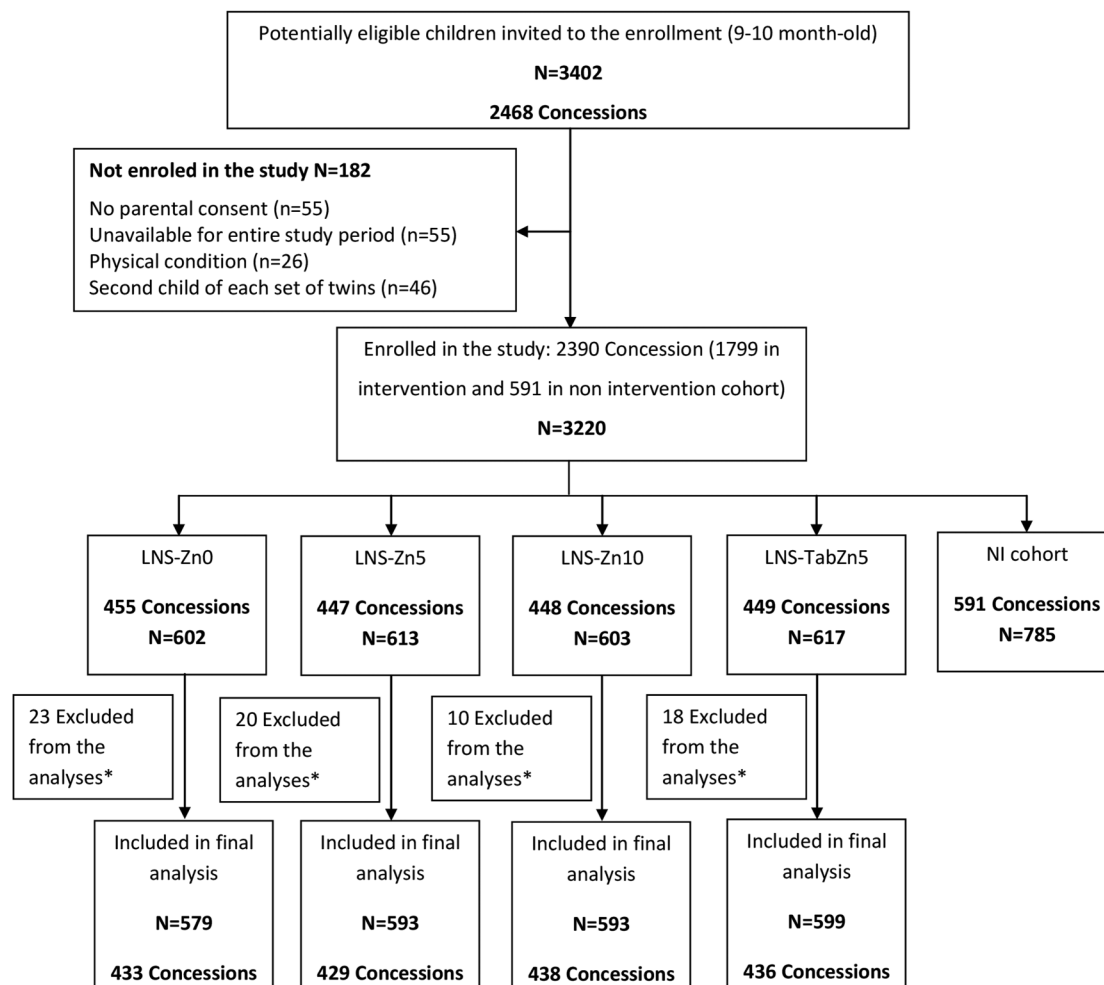 Potentially eligible children invited to the enrollment (9-10 month-old)
N=3402
2468 Concessions
Not enroled in the study N=182
No parental consent (n=55)
Unavailable for entire study period (n=55)
Physical condition (n=26)
Second child of each set of twins (n=46)
Enrolled in the study: 2390 Concession (1799 in
intervention and 591 in non intervention cohort)
N=3220
LNS-Zn0
455 Concessions
N=602
LNS-Zn5
447 Concessions
N=613
LNS-Zn10
448 Concessions
N=603
LNS-TabZn5
449 Concessions
N=617
NI cohort
591 Concessions
N=785
23 Excluded
from the
analyses*
20 Excluded
from the
analyses*
10 Excluded
from the
analyses*
18 Excluded
from the
analyses*
Included in final
analysis
N=579
433 Concessions
Included in final
analysis
N=593
429 Concessions
Included in final
analysis
N=593
438 Concessions
Included in final
analysis
N=599
436 Concessions